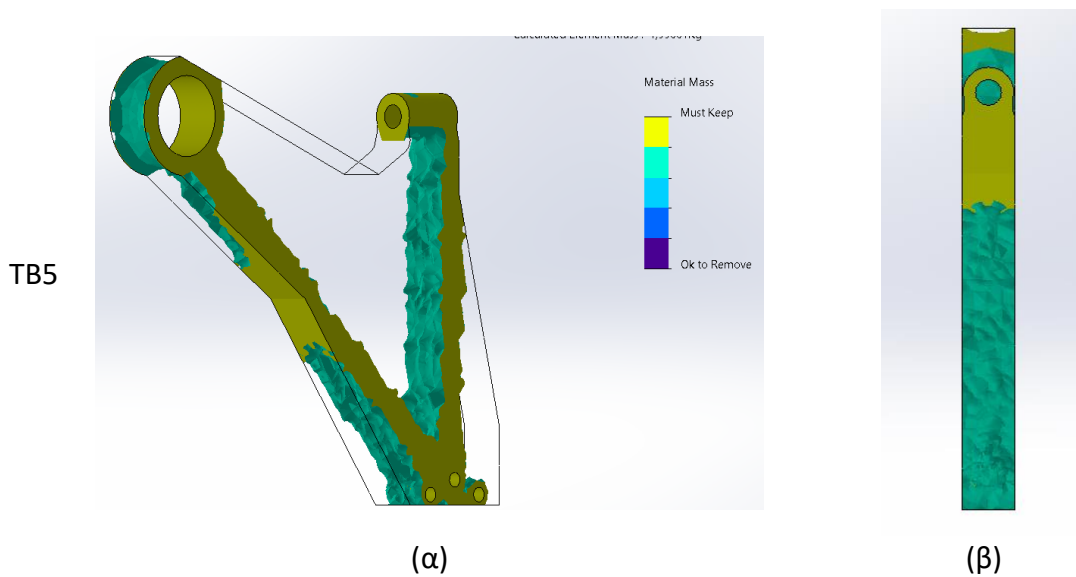 Material Mass
Must Keep
Ok to Remove
TB5
(α)
(β)